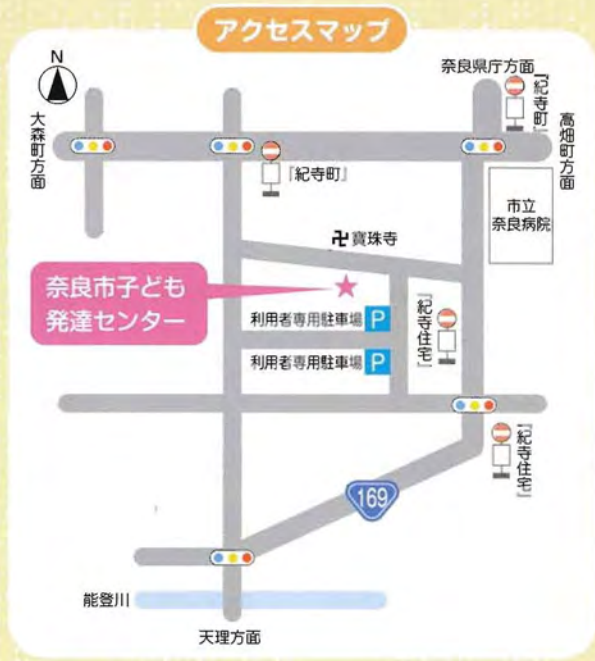 アクセスマップ
N
奈良県庁方面
『紀寺町』
大森町方面
高畑町方面
『紀寺町』
市立
奈良病院
卍寶珠寺
奈良市子ども
発達センター
利用者専用駐車場 P
『紀寺住宅』
利用者専用駐車場 P
『紀寺住宅』
169
能登川
天理方面